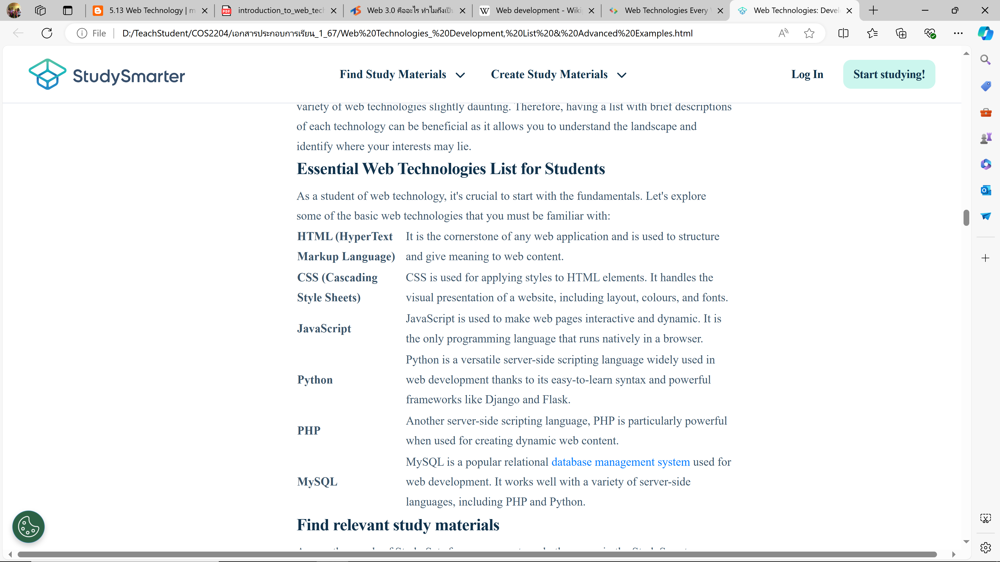 5.13 Web Technology | m
introduction_to_web_tech
Web 3.0 คืออะไร ทำไมถึงเป็น
Web development - Wiki
Web Technologies Every
Web Technologies: Devel
File
D:/TeachStudent/COS2204/เอกสารประกอบการเรียน_1_67/Web%20Technologies_%20Development,%20List%20&%20Advanced%20Examples.html
StudySmarter
Find Study Materials
Create Study Materials
Log In
Start studying!
variety of web technologies slightly daunting. Therefore, having a list with brief descriptions
of each technology can be beneficial as it allows you to understand the landscape and
identify where your interests may lie.
Essential Web Technologies List for Students
As a student of web technology, it's crucial to start with the fundamentals. Let's explore
some of the basic web technologies that you must be familiar with:
HTML (HyperText
Markup Language)
It is the cornerstone of any web application and is used to structure
and give meaning to web content.
CSS (Cascading
Style Sheets)
CSS is used for applying styles to HTML elements. It handles the
visual presentation of a website, including layout, colours, and fonts.
JavaScript
JavaScript is used to make web pages interactive and dynamic. It is
the only programming language that runs natively in a browser.
Python
Python is a versatile server-side scripting language widely used in
web development thanks to its easy-to-learn syntax and powerful
frameworks like Django and Flask.
PHP
Another server-side scripting language, PHP is particularly powerful
when used for creating dynamic web content.
MySQL
MySQL is a popular relational database management system used for
web development. It works well with a variety of server-side
languages, including PHP and Python.
Find relevant study materials